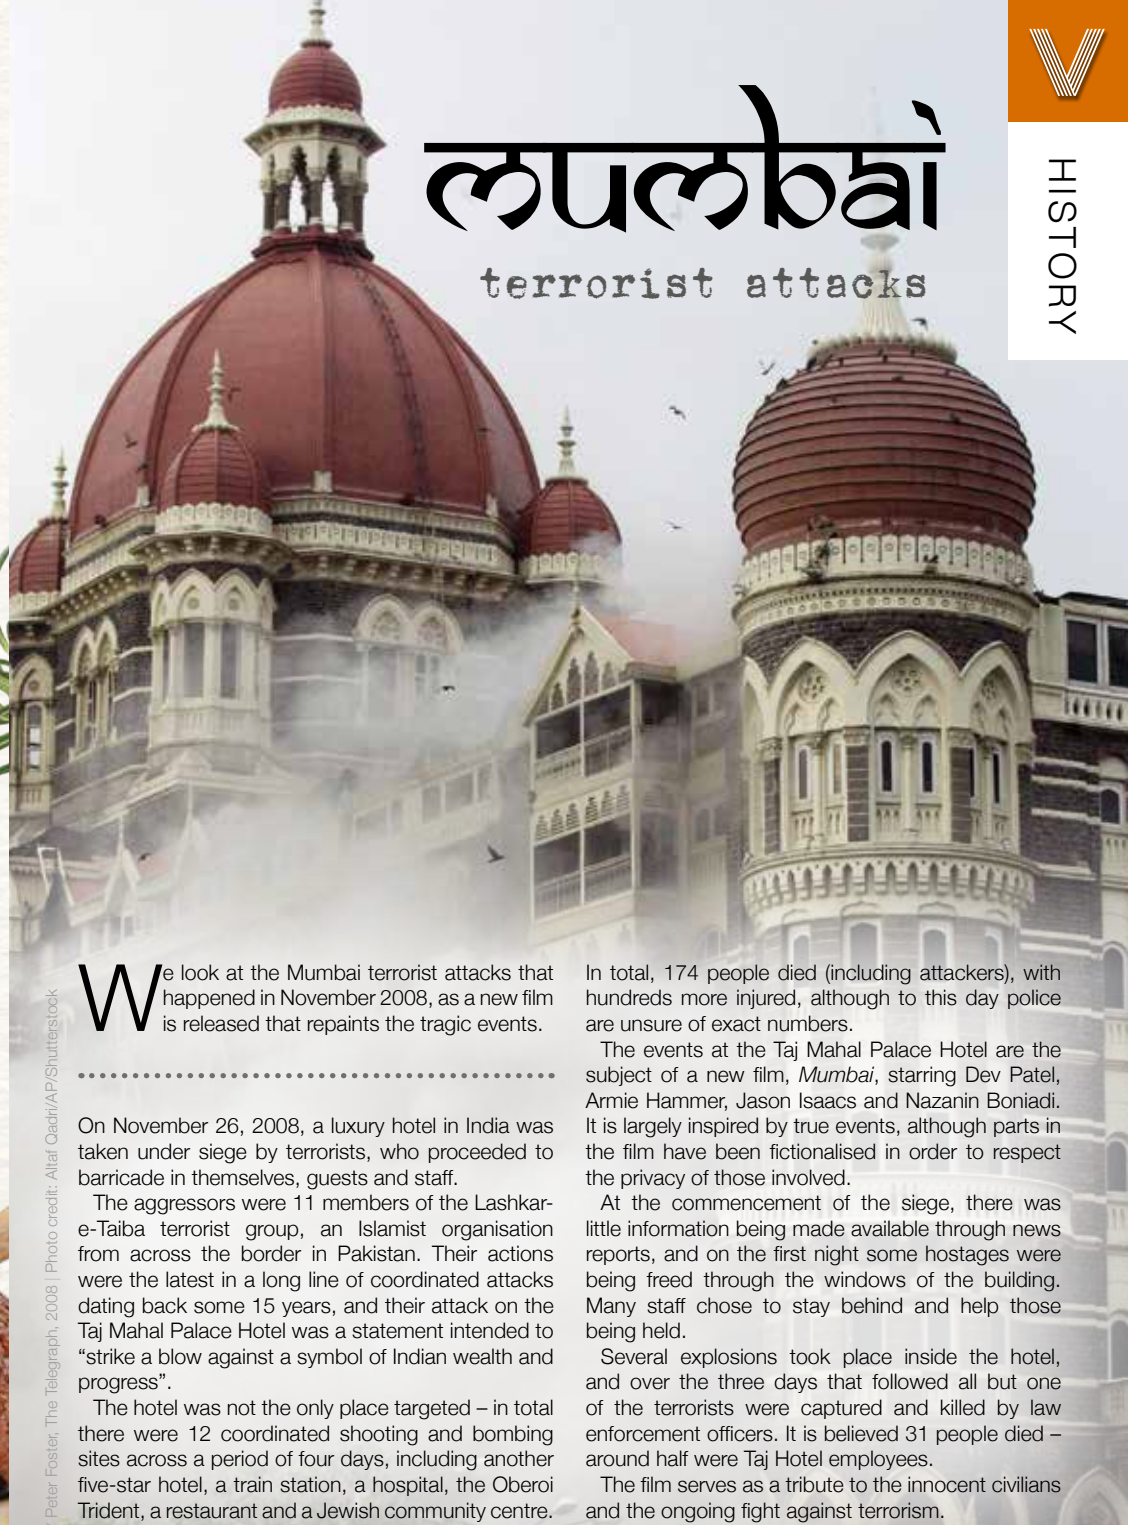 mumbai
terrorist attacks
V
HISTORY
We look at the Mumbai terrorist attacks that
happened in November 2008, as a new film
is released that repaints the tragic events.
On November 26, 2008, a luxury hotel in India was
taken under siege by terrorists, who proceeded to
barricade in themselves, guests and staff.
The aggressors were 11 members of the Lashkar-
e-Taiba terrorist group, an Islamist organisation
from across the border in Pakistan. Their actions
were the latest in a long line of coordinated attacks
dating back some 15 years, and their attack on the
Taj Mahal Palace Hotel was a statement intended to
“strike a blow against a symbol of Indian wealth and
progress”.
The hotel was not the only place targeted – in total
there were 12 coordinated shooting and bombing
sites across a period of four days, including another
five-star hotel, a train station, a hospital, the Oberoi
Trident, a restaurant and a Jewish community centre.
In total, 174 people died (including attackers), with
hundreds more injured, although to this day police
are unsure of exact numbers.
The events at the Taj Mahal Palace Hotel are the
subject of a new film, Mumbai, starring Dev Patel,
Armie Hammer, Jason Isaacs and Nazanin Boniadi.
It is largely inspired by true events, although parts in
the film have been fictionalised in order to respect
the privacy of those involved.
At the commencement of the siege, there was
little information being made available through news
reports, and on the first night some hostages were
being freed through the windows of the building.
Many staff chose to stay behind and help those
being held.
Several explosions took place inside the hotel,
and over the three days that followed all but one
of the terrorists were captured and killed by law
enforcement officers. It is believed 31 people died –
around half were Taj Hotel employees.
The film serves as a tribute to the innocent civilians
and the ongoing fight against terrorism.
Peter Foster, The Telegraph, 2008 | Photo credit: Altaf Qadri/AP/Shutterstock